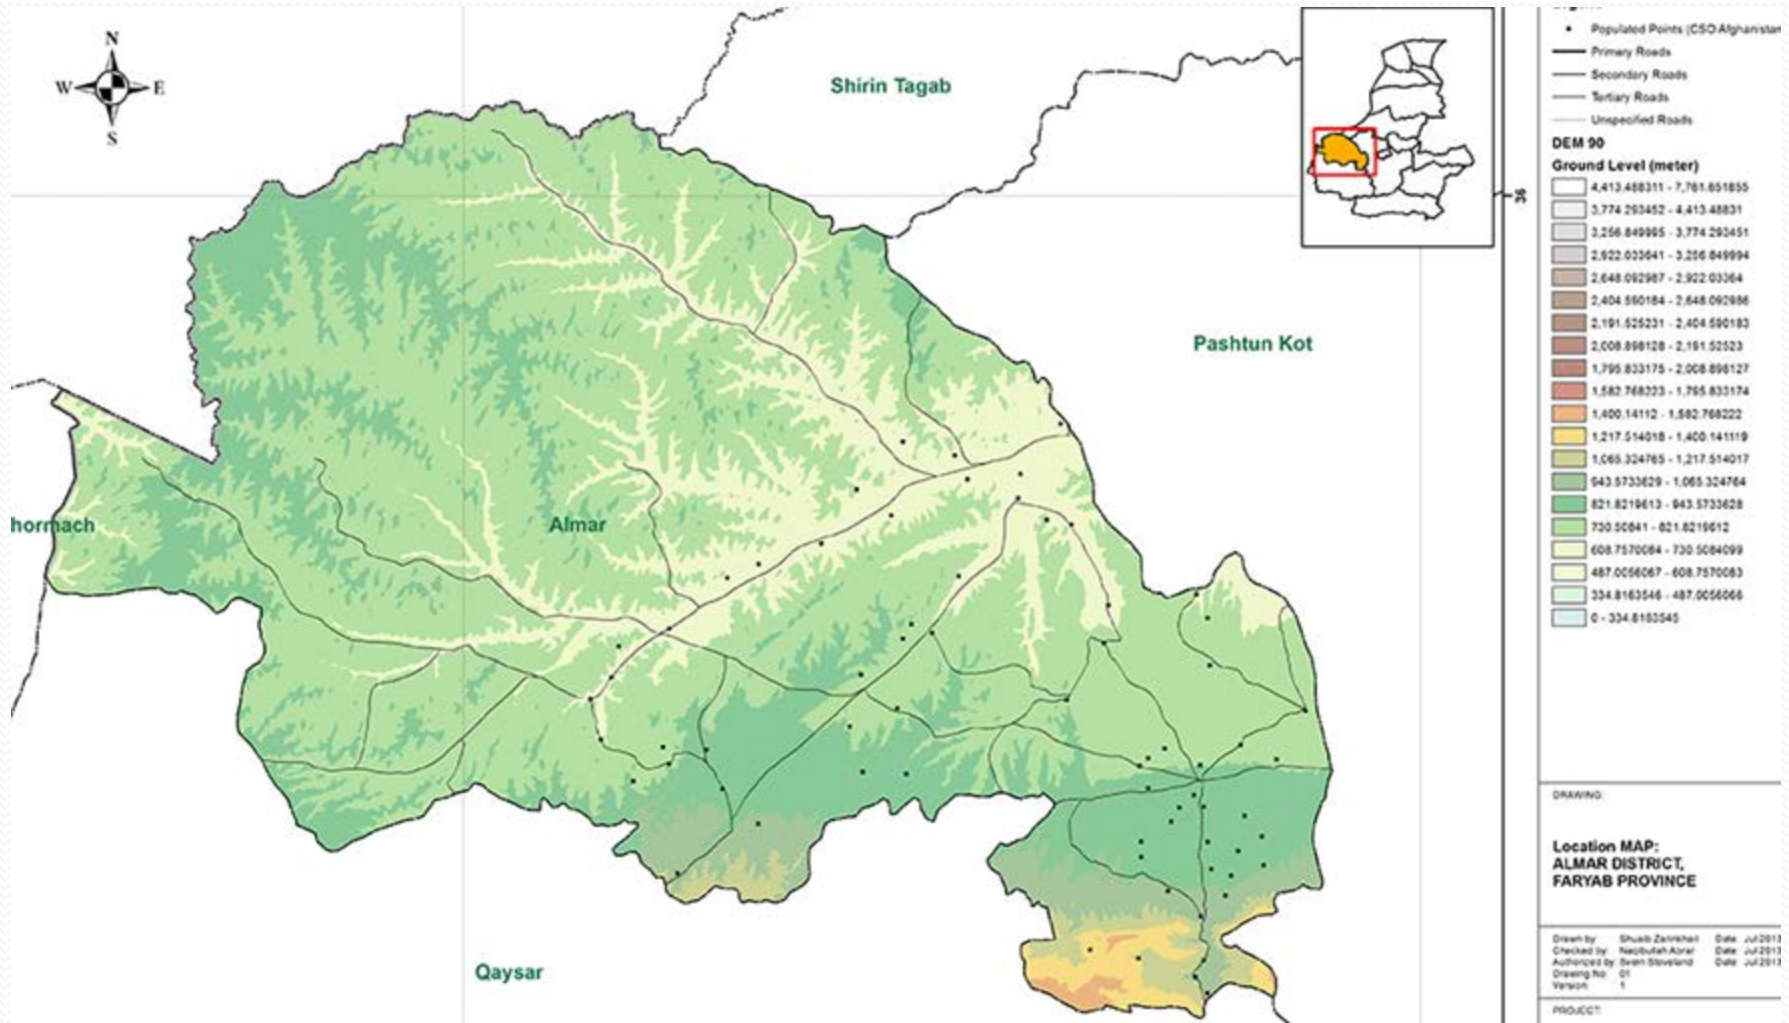 N
W E
S
Shirin Tagab
Pashtun Kot
hormach
Almar
Qaysar
36
Populated Points (CSO Afghanistan
Primary Roads
Secondary Roads
Tertiary Roads
Unspecified Roads
DEM 90
Ground Level (meter)
4,413.488311 - 7,761.651855
3,774.293452 - 4,413.48831
3,256.849995 - 3,774.293451
2,922.033641 - 3,256.849994
2,648.092987 - 2,922.03364
2,404.590184 - 2,648.092986
2,191.525231 - 2,404.590183
2,008.898128 - 2,191.52523
1,795.833175 - 2,008.898127
1,582.768223 - 1,795.833174
1,400.14112 - 1,582.768222
1,217.514018 - 1,400.141119
1,065.324765 - 1,217.514017
943.5733629 - 1,065.324764
821.8219613 - 943.5733628
730.50841 - 821.8219612
608.7570084 - 730.5084099
487.0056067 - 608.7570083
334.8163546 - 487.0056066
0 - 334.8163545
DRAWING:
Location MAP:
ALMAR DISTRICT,
FARYAB PROVINCE
Drawn by: Date: Jul2013
Checked by: Date: Jul2013
Authorized by: Date: Jul2013
Drawing No: 01
Version: 1
PROJECT: